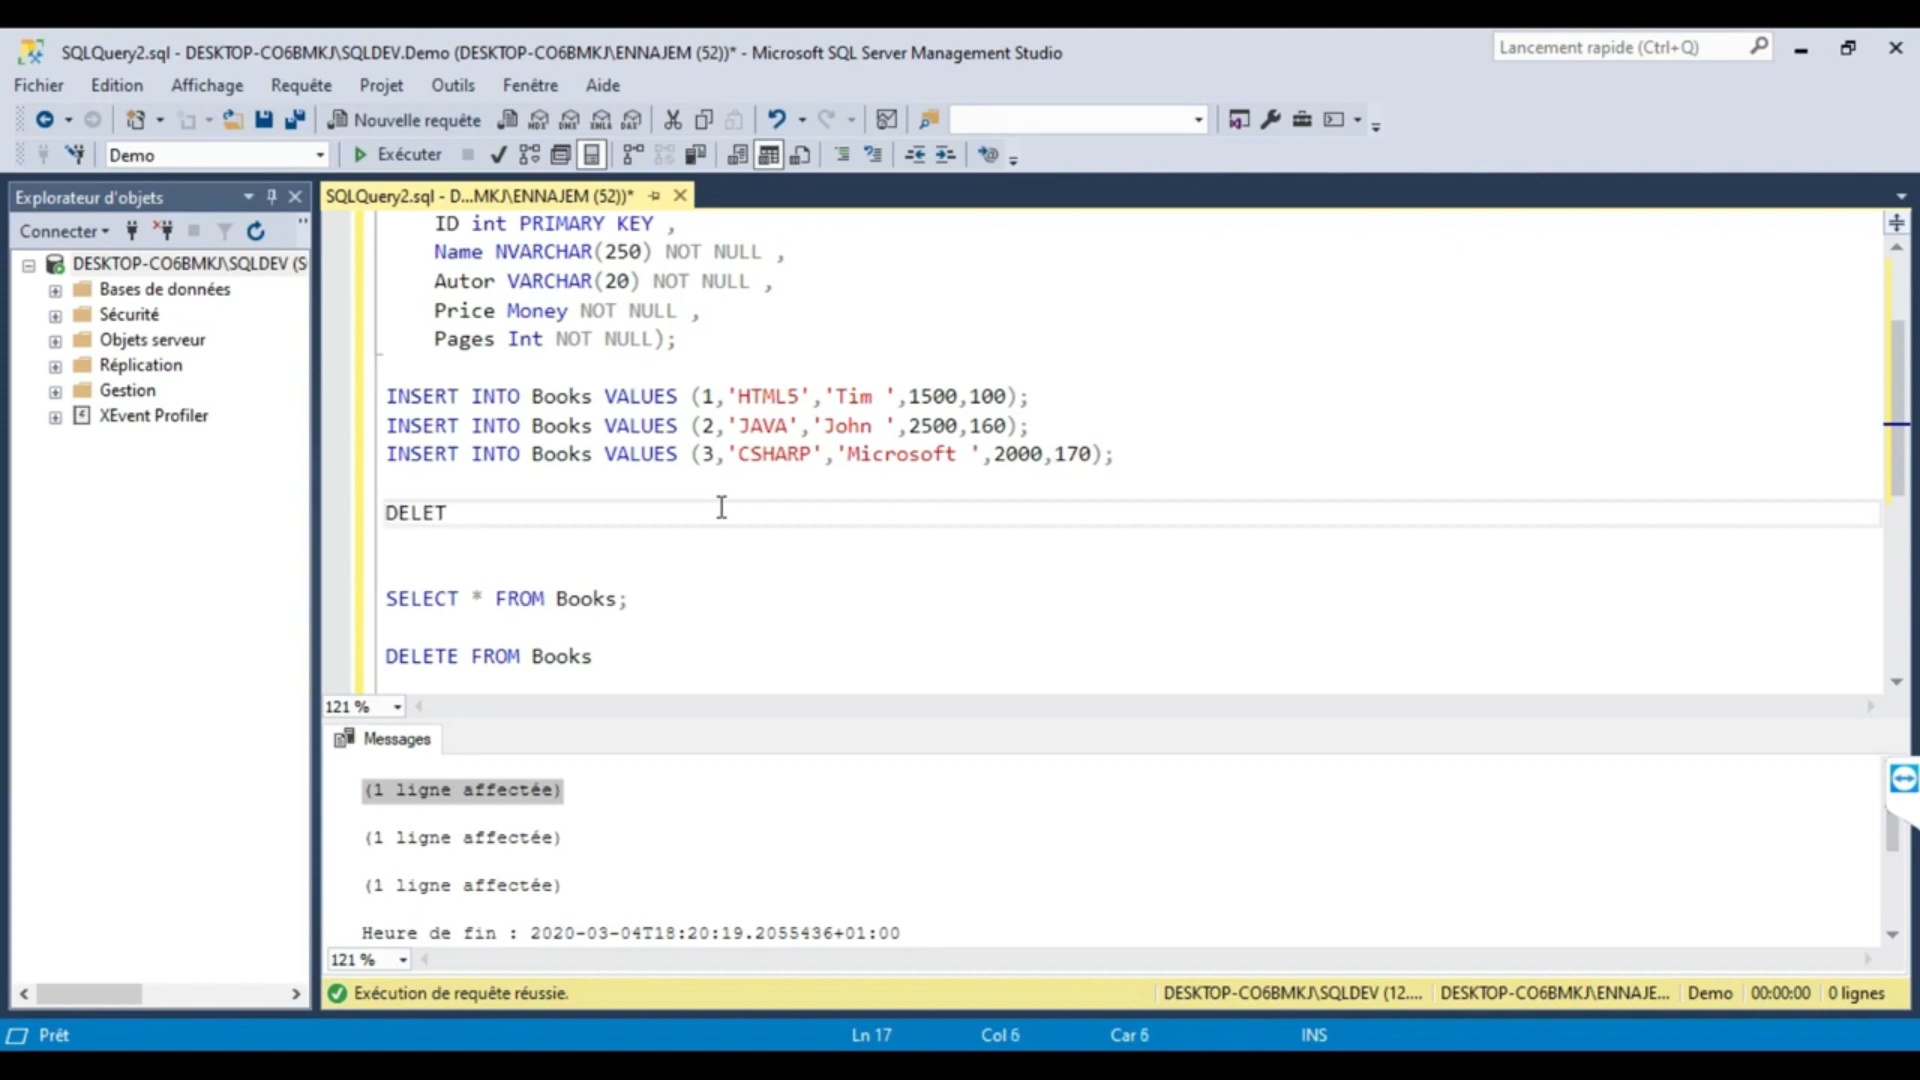 SQLQuery2.sql - DESKTOP-CO6BMKJ\SQLDEV.Demo (DESKTOP-CO6BMKJ\ENNAJEM (52))* - Microsoft SQL Server Management Studio
Lancement rapide (Ctrl+Q)
Fichier Edition Affichage Requête Projet Outils Fenêtre Aide
Nouvelle requête
Demo
Exécuter
Explorateur d'objets
SQLQuery2.sql - D...MKJ\ENNAJEM (52))*
Connecter
DESKTOP-CO6BMKJ\SQLDEV (S
Bases de données
Sécurité
Objets serveur
Réplication
Gestion
XEvent Profiler
ID int PRIMARY KEY ,
Name NVARCHAR(250) NOT NULL ,
Autor VARCHAR(20) NOT NULL ,
Price Money NOT NULL ,
Pages Int NOT NULL);
INSERT INTO Books VALUES (1,'HTML5','Tim ',1500,100);
INSERT INTO Books VALUES (2,'JAVA','John ',2500,160);
INSERT INTO Books VALUES (3,'CSHARP','Microsoft ',2000,170);
DELET
SELECT * FROM Books;
DELETE FROM Books
121 %
Messages
(1 ligne affectée)
(1 ligne affectée)
(1 ligne affectée)
Heure de fin : 2020-03-04T18:20:19.2055436+01:00
121 %
Exécution de requête réussie.
DESKTOP-CO6BMKJ\SQLDEV (12.... DESKTOP-CO6BMKJ\ENNAJE... Demo 00:00:00 0 lignes
Prêt Ln 17 Col 6 Car 6 INS